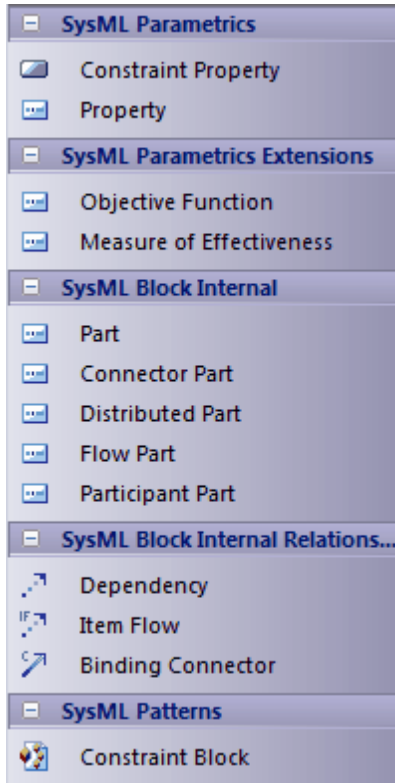 SysML Parametrics
Constraint Property
Property
SysML Parametrics Extensions
Objective Function
Measure of Effectiveness
SysML Block Internal
Part
Connector Part
Distributed Part
Flow Part
Participant Part
SysML Block Internal Relations...
Dependency
IF Item Flow
C Binding Connector
SysML Patterns
Constraint Block